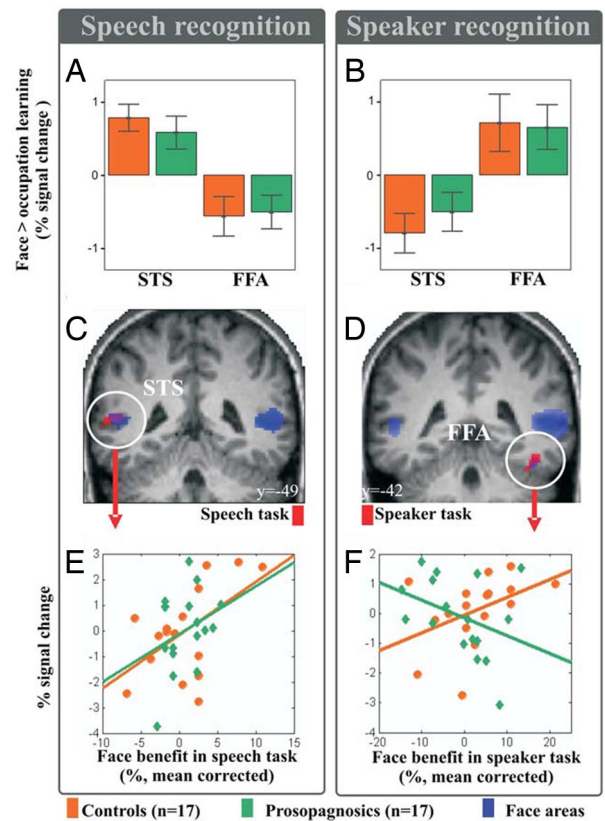 Speech recognition
Speaker recognition
A
B
Face > occupation learning
(% signal change )
1
0
-1
STS FFA
1
0
-1
STS FFA
C
D
STS
FFA
y=-49
y=-42
Speech task
Speaker task
E
F
% signal change
3
2
1
0
-1
-2
-3
-4
-10 -5 0 5 10 15
2
1
0
-1
-2
-3
-4
-20 -10 0 10 20
Face benefit in speech task
(%, mean corrected)
Face benefit in speaker task
(%, mean corrected)
Controls (n=17) Prosopagnosics (n=17) Face areas